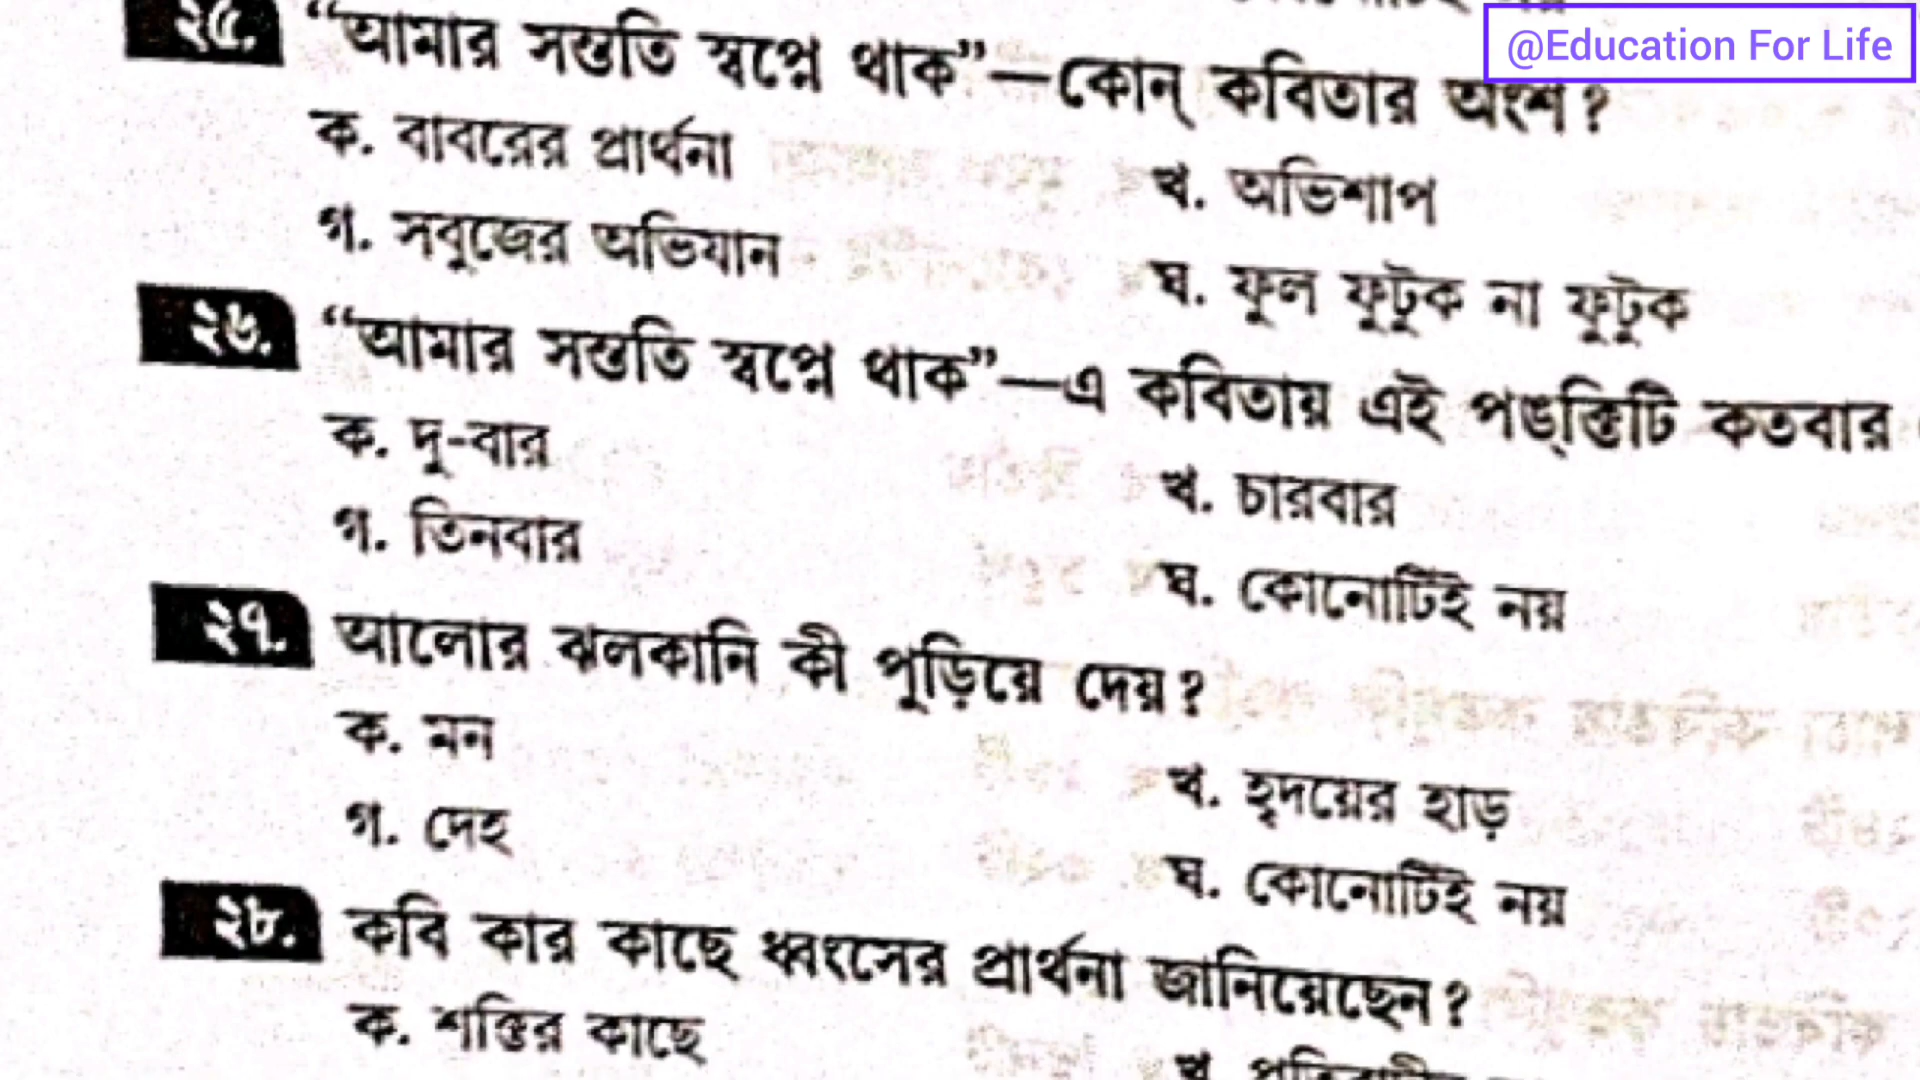 @Education For Life
২৫. “আমার সন্ততি স্বপ্নে থাক”—কোন্ কবিতার অংশ?
ক. বাবরের প্রার্থনা
খ. অভিশাপ
গ. সবুজের অভিযান
ঘ. ফুল ফুটুক না ফুটুক
২৬. “আমার সন্ততি স্বপ্নে থাক”—এ কবিতায় এই পঙ্ক্তিটি কতবার
ক. দু-বার
খ. চারবার
গ. তিনবার
ঘ. কোনোটিই নয়
২৭. আলোর ঝলকানি কী পুড়িয়ে দেয়?
ক. মন
খ. হৃদয়ের হাড়
গ. দেহ
ঘ. কোনোটিই নয়
২৮. কবি কার কাছে ধ্বংসের প্রার্থনা জানিয়েছেন?
ক. শক্তির কাছে
খ.